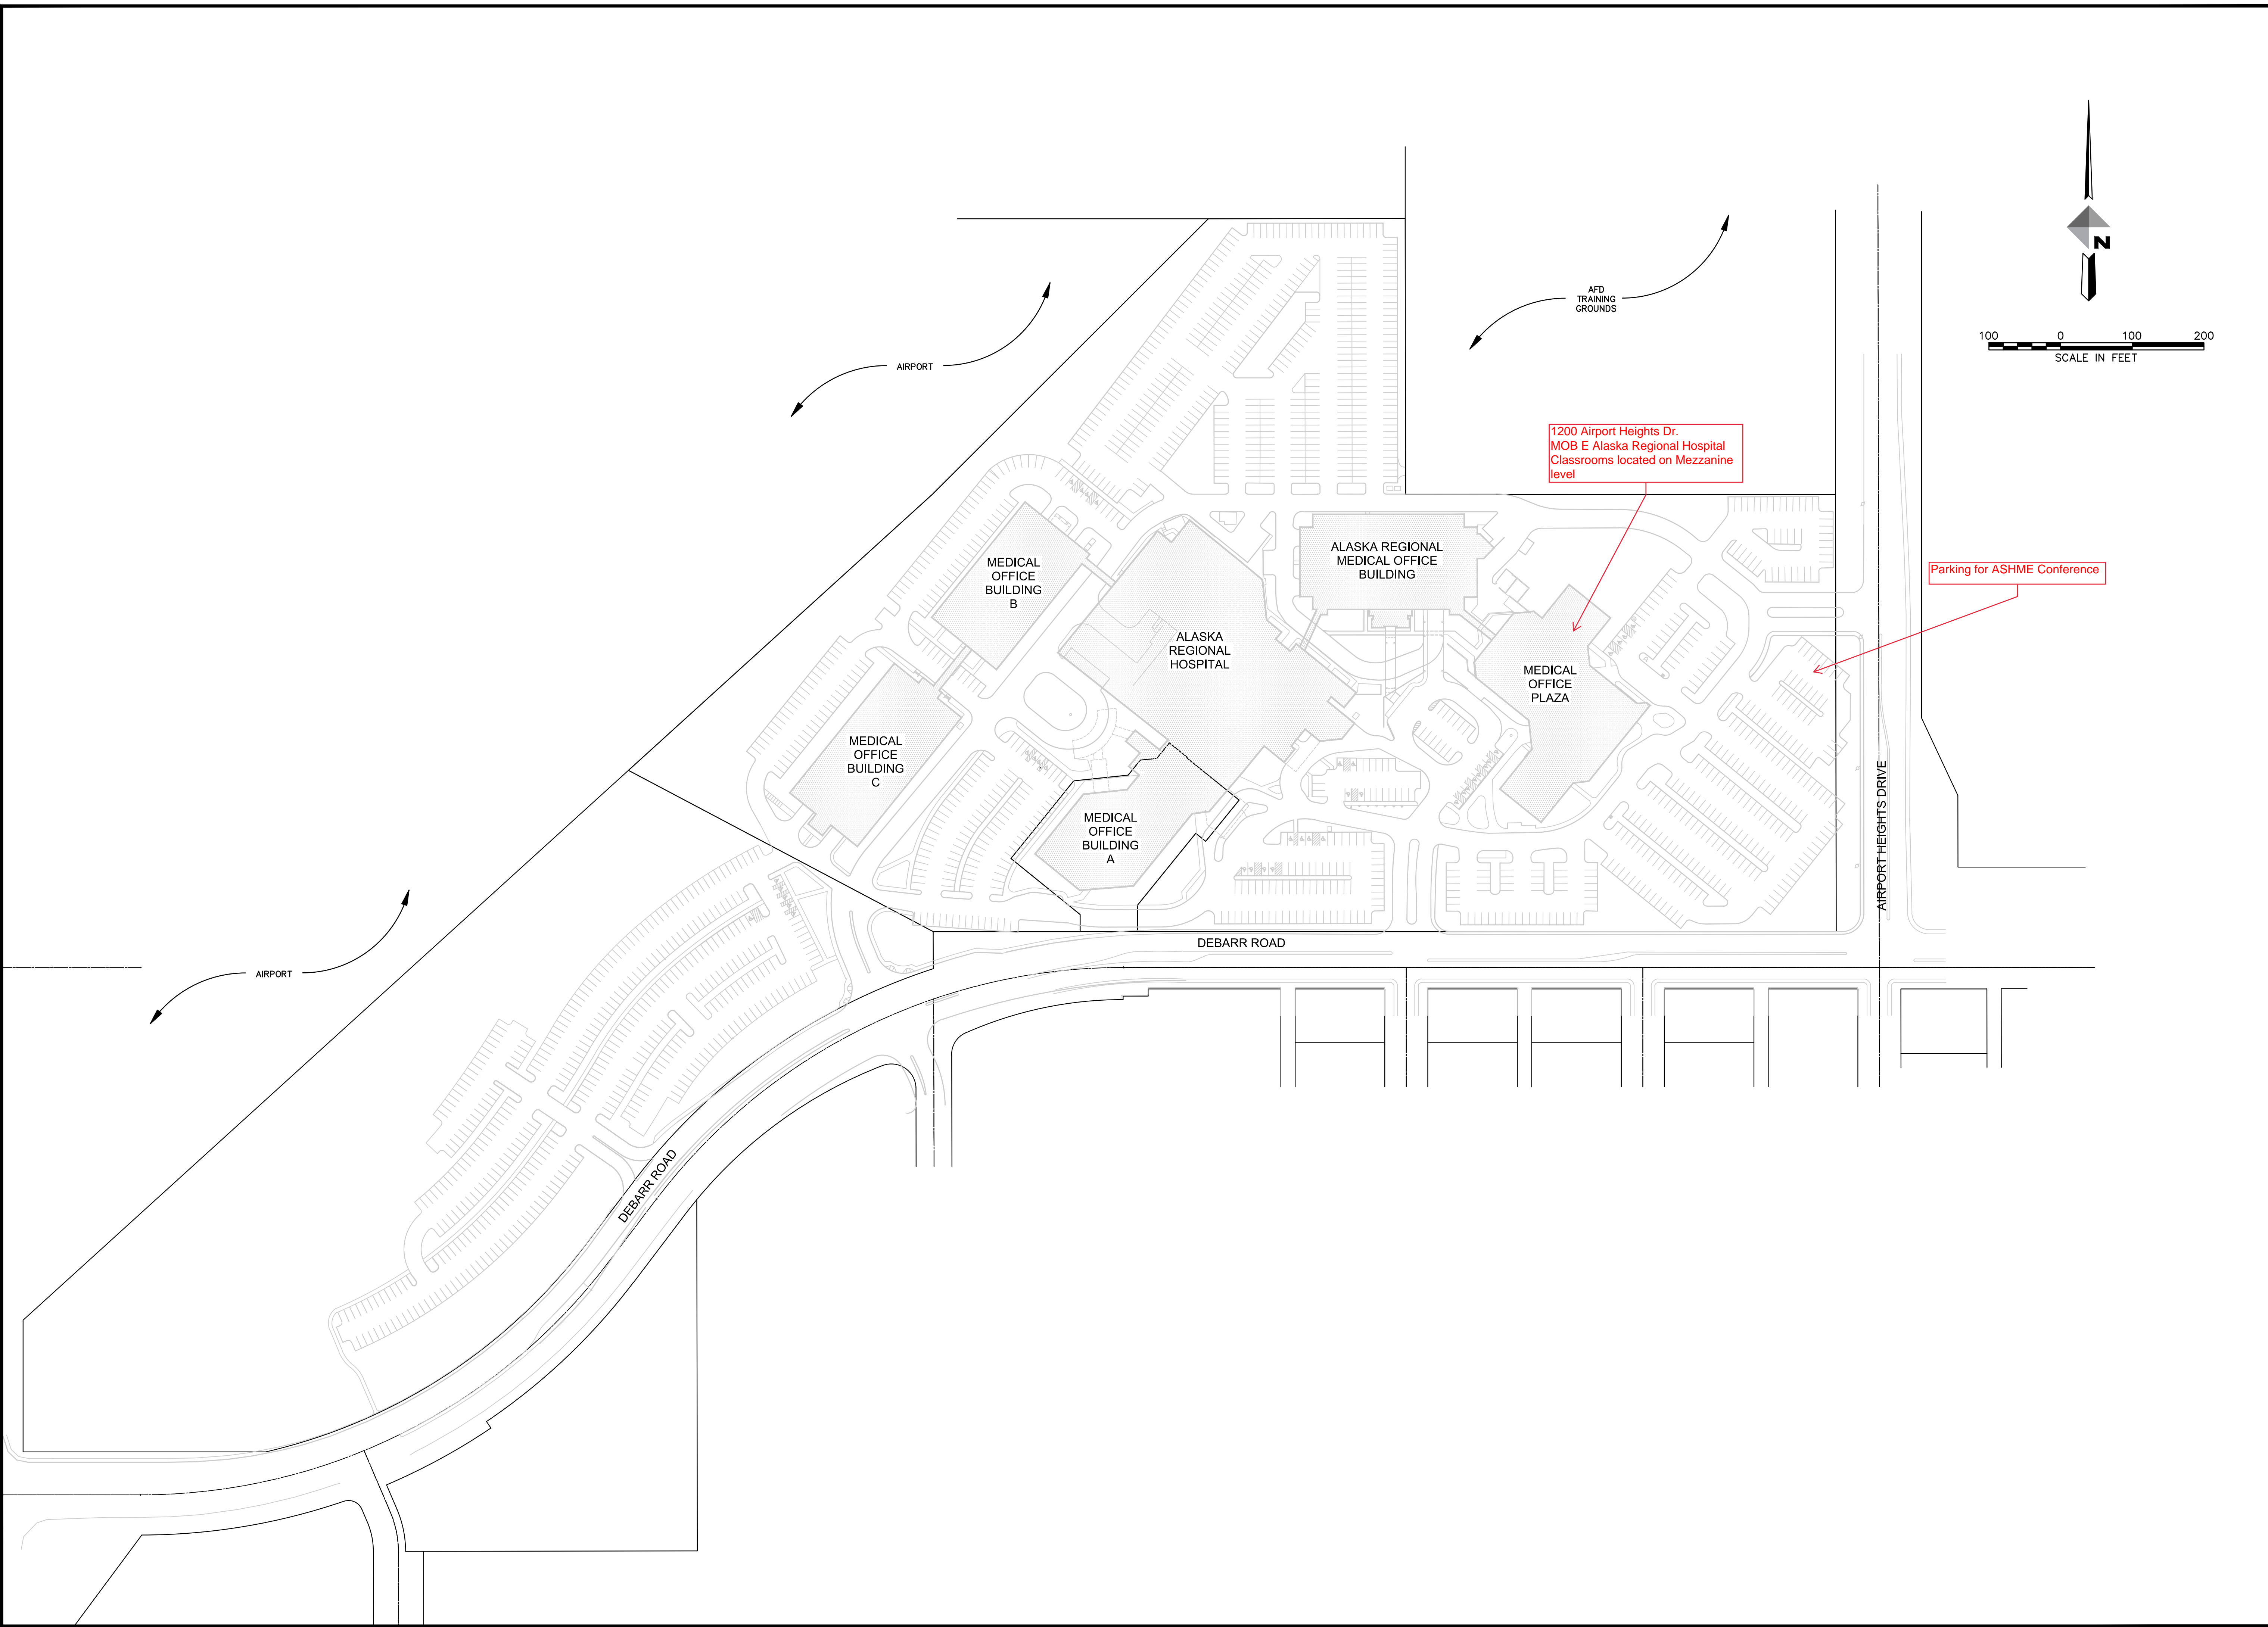 N
100 0 100 200
SCALE IN FEET
AFD
TRAINING
GROUNDS
AIRPORT
1200 Airport Heights Dr.
MOB E Alaska Regional Hospital
Classrooms located on Mezzanine
level
Parking for ASHME Conference
ALASKA REGIONAL
MEDICAL OFFICE
BUILDING
MEDICAL
OFFICE
BUILDING
B
ALASKA
REGIONAL
HOSPITAL
MEDICAL
OFFICE
PLAZA
MEDICAL
OFFICE
BUILDING
C
MEDICAL
OFFICE
BUILDING
A
AIRPORT HEIGHTS DRIVE
DEBARR ROAD
AIRPORT
DEBARR ROAD